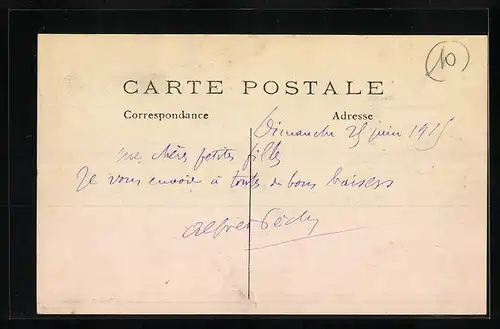 10
CARTE POSTALE
Correspondance Adresse
Dimanche 25 juin 1915
mes chères petites filles
Je vous envoie à toutes de bons baisers
Alfred